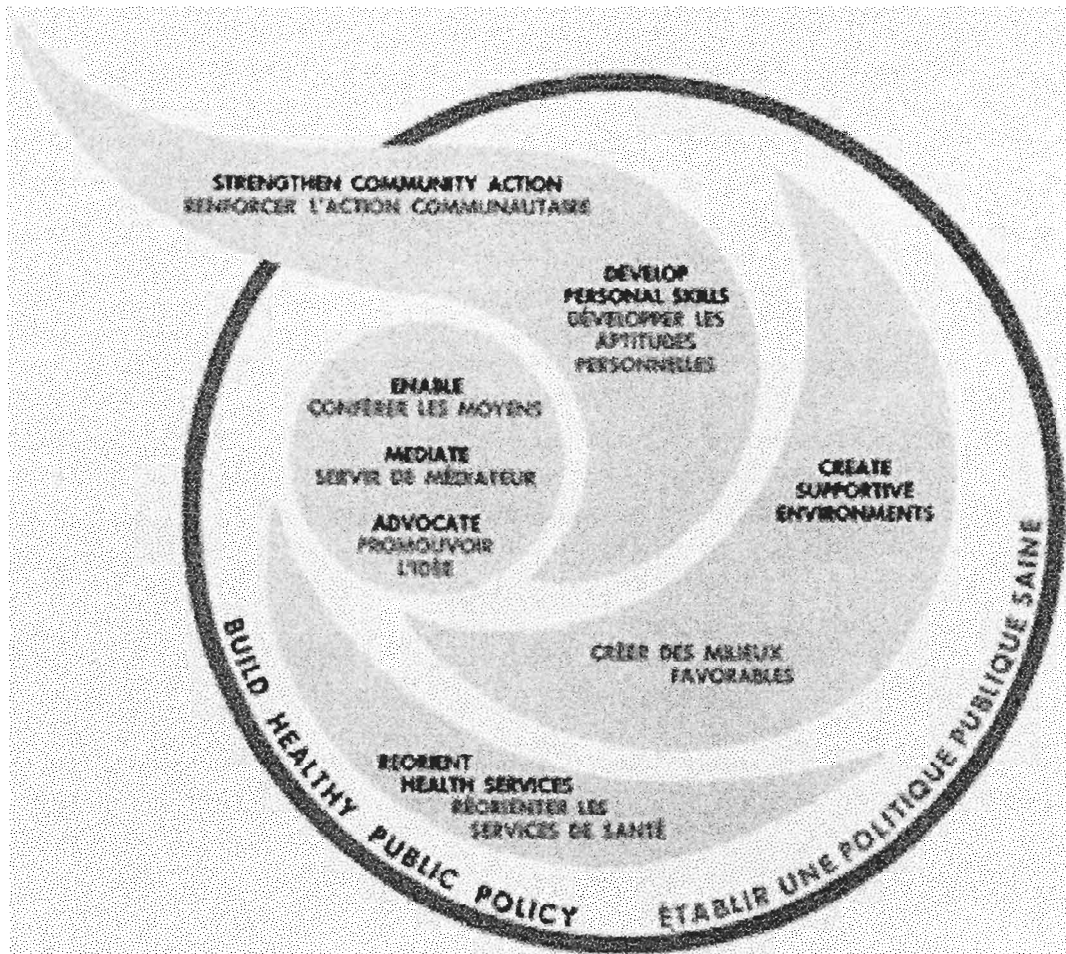 STRENGTHEN COMMUNITY ACTION
RENFORCER L'ACTION COMMUNAUTAIRE
DEVELOP
PERSONAL SKILLS
DÉVELOPPER LES
APTITUDES
PERSONNELLES
ENABLE
CONFÉRER LES MOYENS
MEDIATE
SERVIR DE MÉDIATEUR
ADVOCATE
PROMOUVOIR
L'IDÉE
CREATE
SUPPORTIVE
ENVIRONMENTS
CRÉER DES MILIEUX
FAVORABLES
REORIENT
HEALTH SERVICES
RÉORIENTER LES
SERVICES DE SANTÉ
BUILD HEALTHY PUBLIC POLICY
ÉTABLIR UNE POLITIQUE PUBLIQUE SAINE